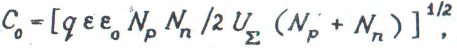 C₀ = [q ε ε₀ Nₚ Nₙ / 2 U_Σ (Nₚ + Nₙ)]^{1/2},